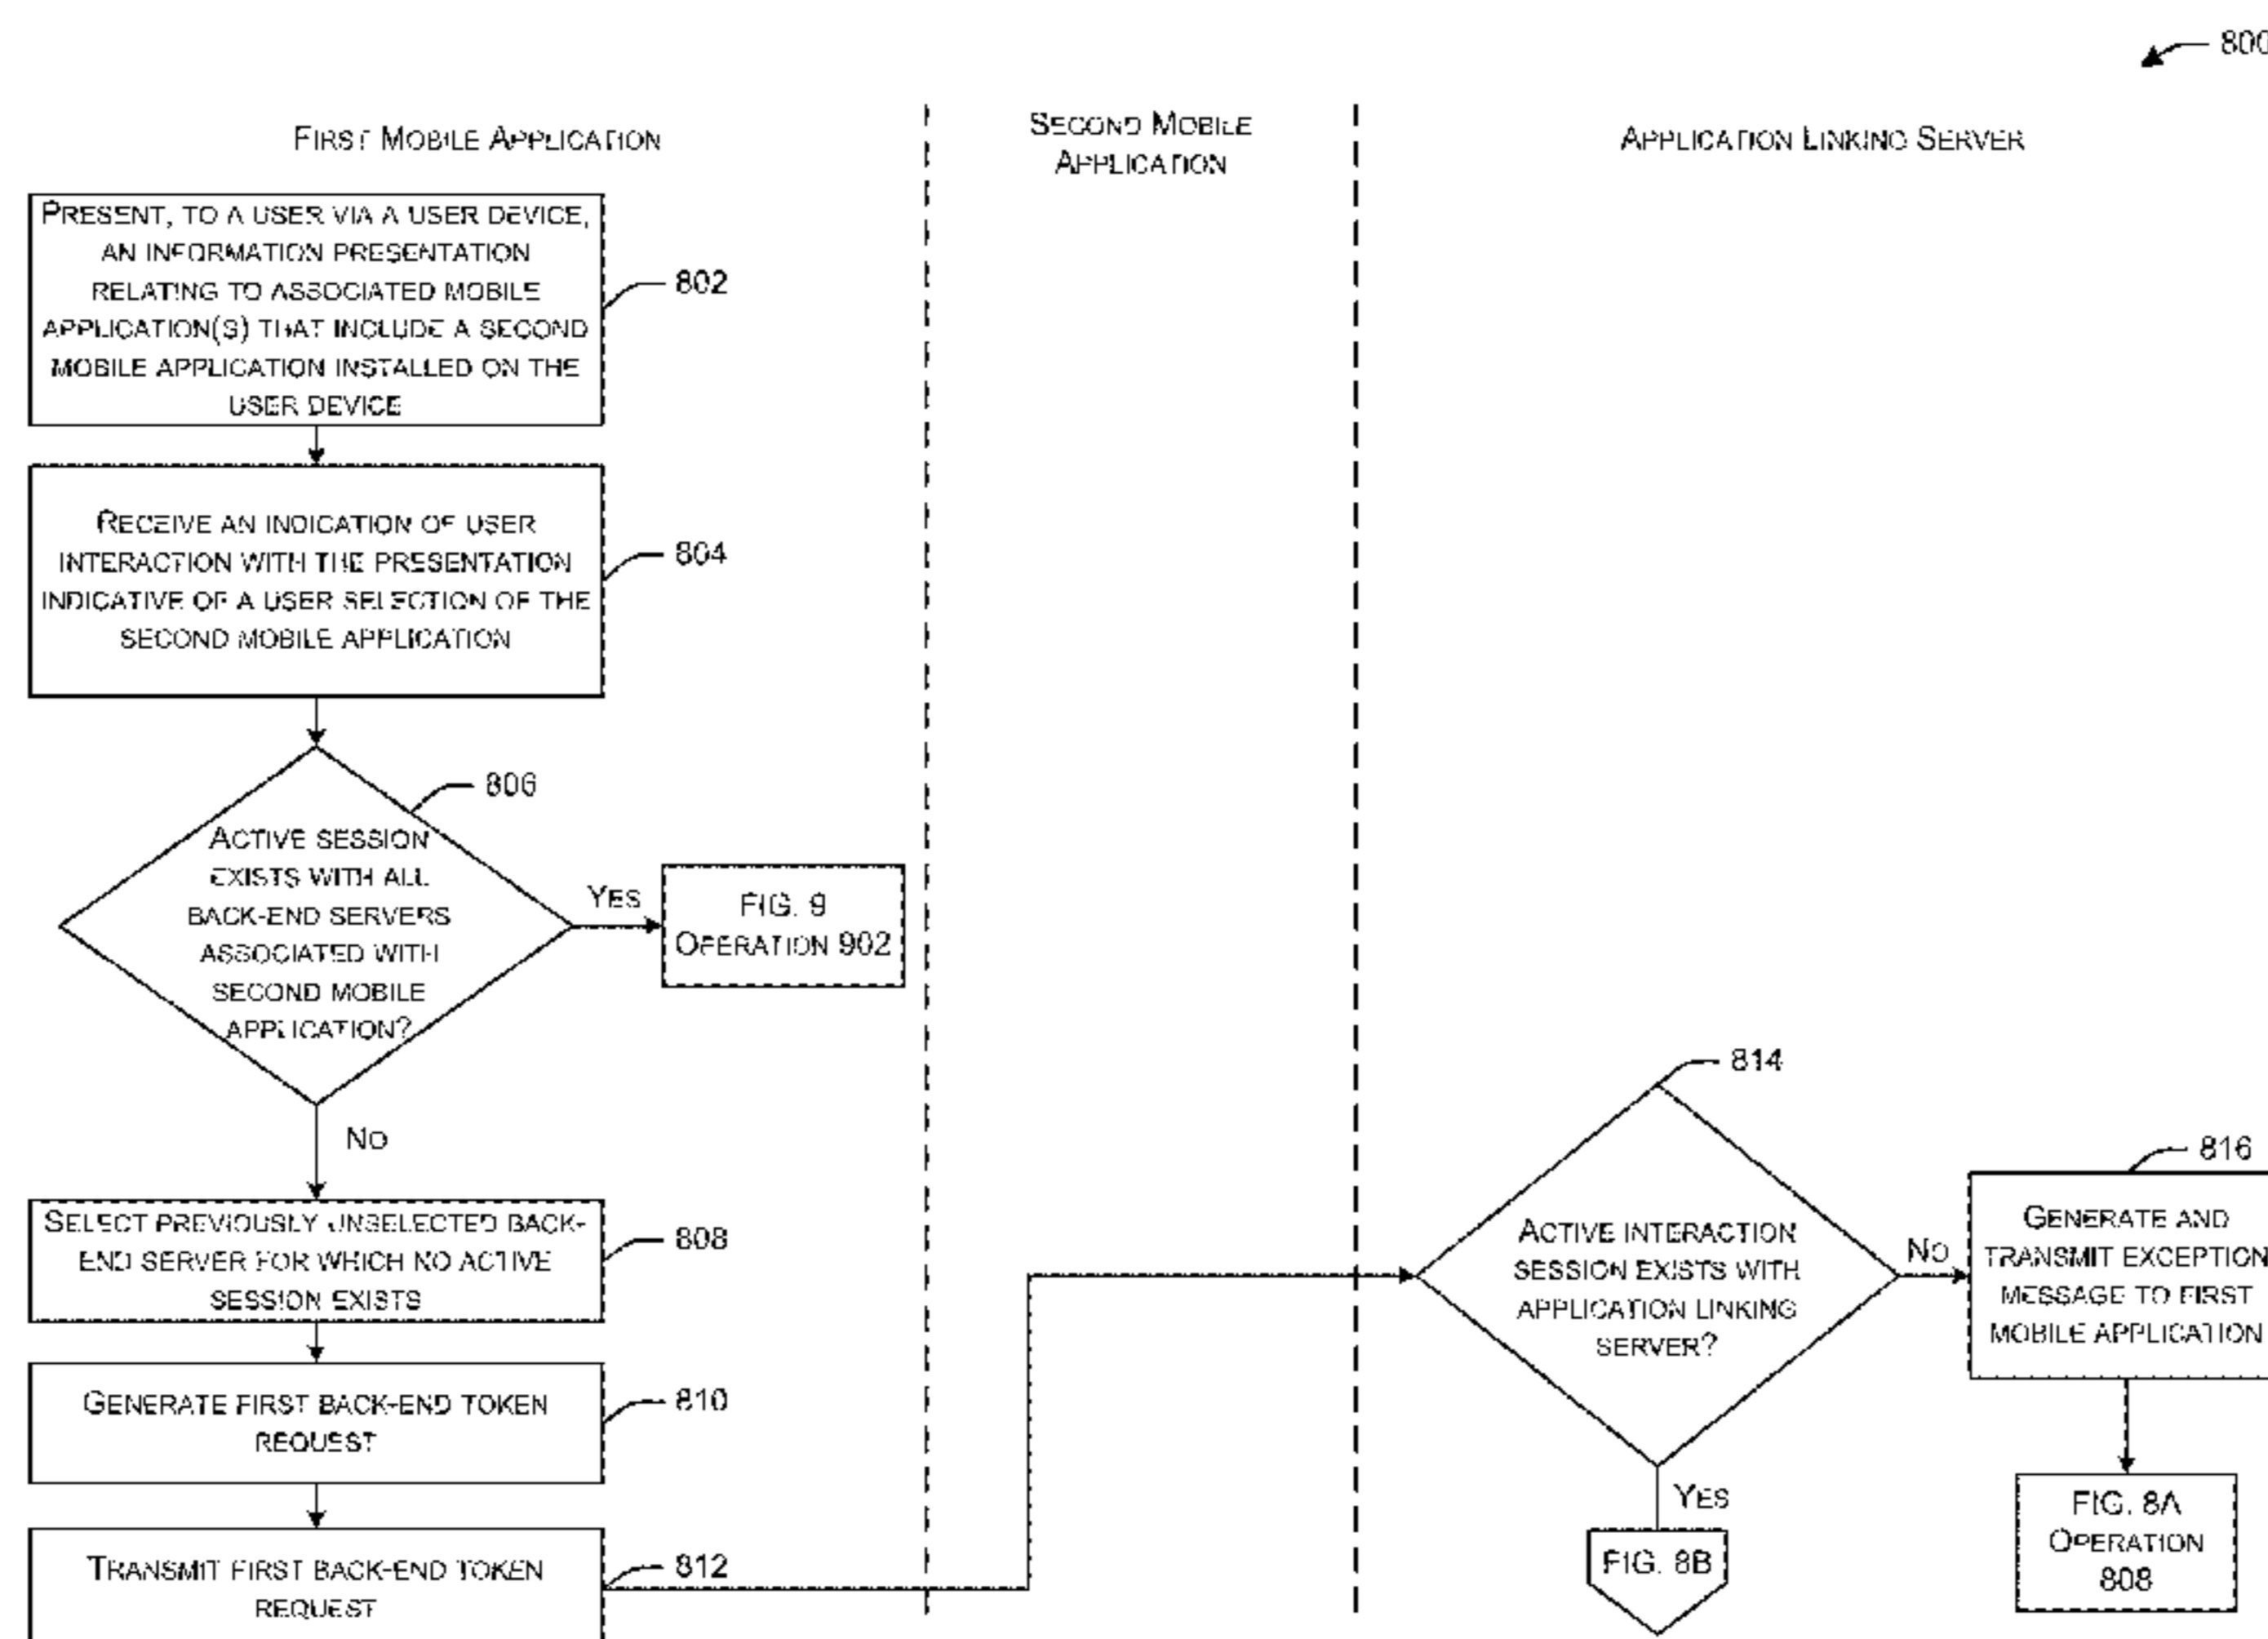 800
FIRST MOBILE APPLICATION
SECOND MOBILE
APPLICATION
APPLICATION LINKING SERVER
PRESENT, TO A USER VIA A USER DEVICE,
AN INFORMATION PRESENTATION
RELATING TO ASSOCIATED MOBILE
APPLICATION(S) THAT INCLUDE A SECOND
MOBILE APPLICATION INSTALLED ON THE
USER DEVICE
802
RECEIVE AN INDICATION OF USER
INTERACTION WITH THE PRESENTATION
INDICATIVE OF A USER SELECTION OF THE
SECOND MOBILE APPLICATION
804
806
ACTIVE SESSION
EXISTS WITH ALL
BACK-END SERVERS
ASSOCIATED WITH
SECOND MOBILE
APPLICATION?
YES
FIG. 9
OPERATION 902
NO
SELECT PREVIOUSLY UNSELECTED BACK-
END SERVER FOR WHICH NO ACTIVE
SESSION EXISTS
808
GENERATE FIRST BACK-END TOKEN
REQUEST
810
TRANSMIT FIRST BACK-END TOKEN
REQUEST
812
814
ACTIVE INTERACTION
SESSION EXISTS WITH
APPLICATION LINKING
SERVER?
NO
816
GENERATE AND
TRANSMIT EXCEPTION
MESSAGE TO FIRST
MOBILE APPLICATION
YES
FIG. 8B
FIG. 8A
OPERATION
808